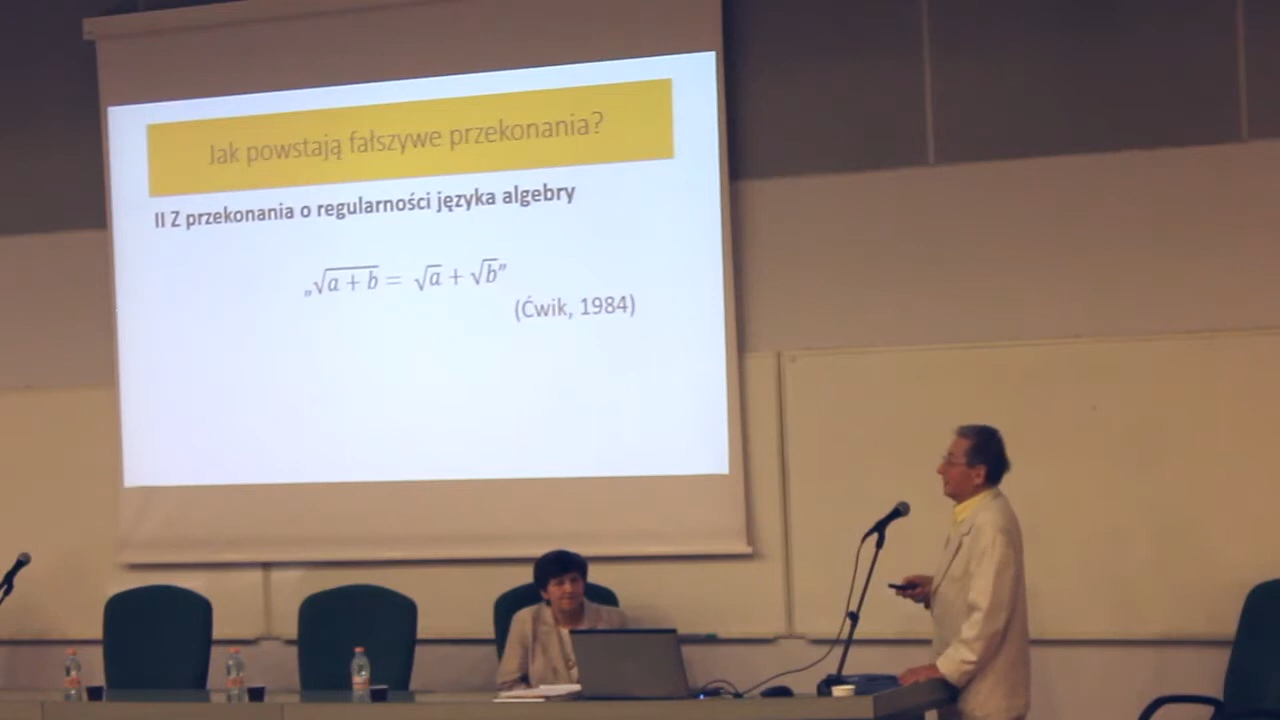 Jak powstają fałszywe przekonania?
II Z przekonania o regularności języka algebry
„√a + b = √a + √b”
(Ćwik, 1984)